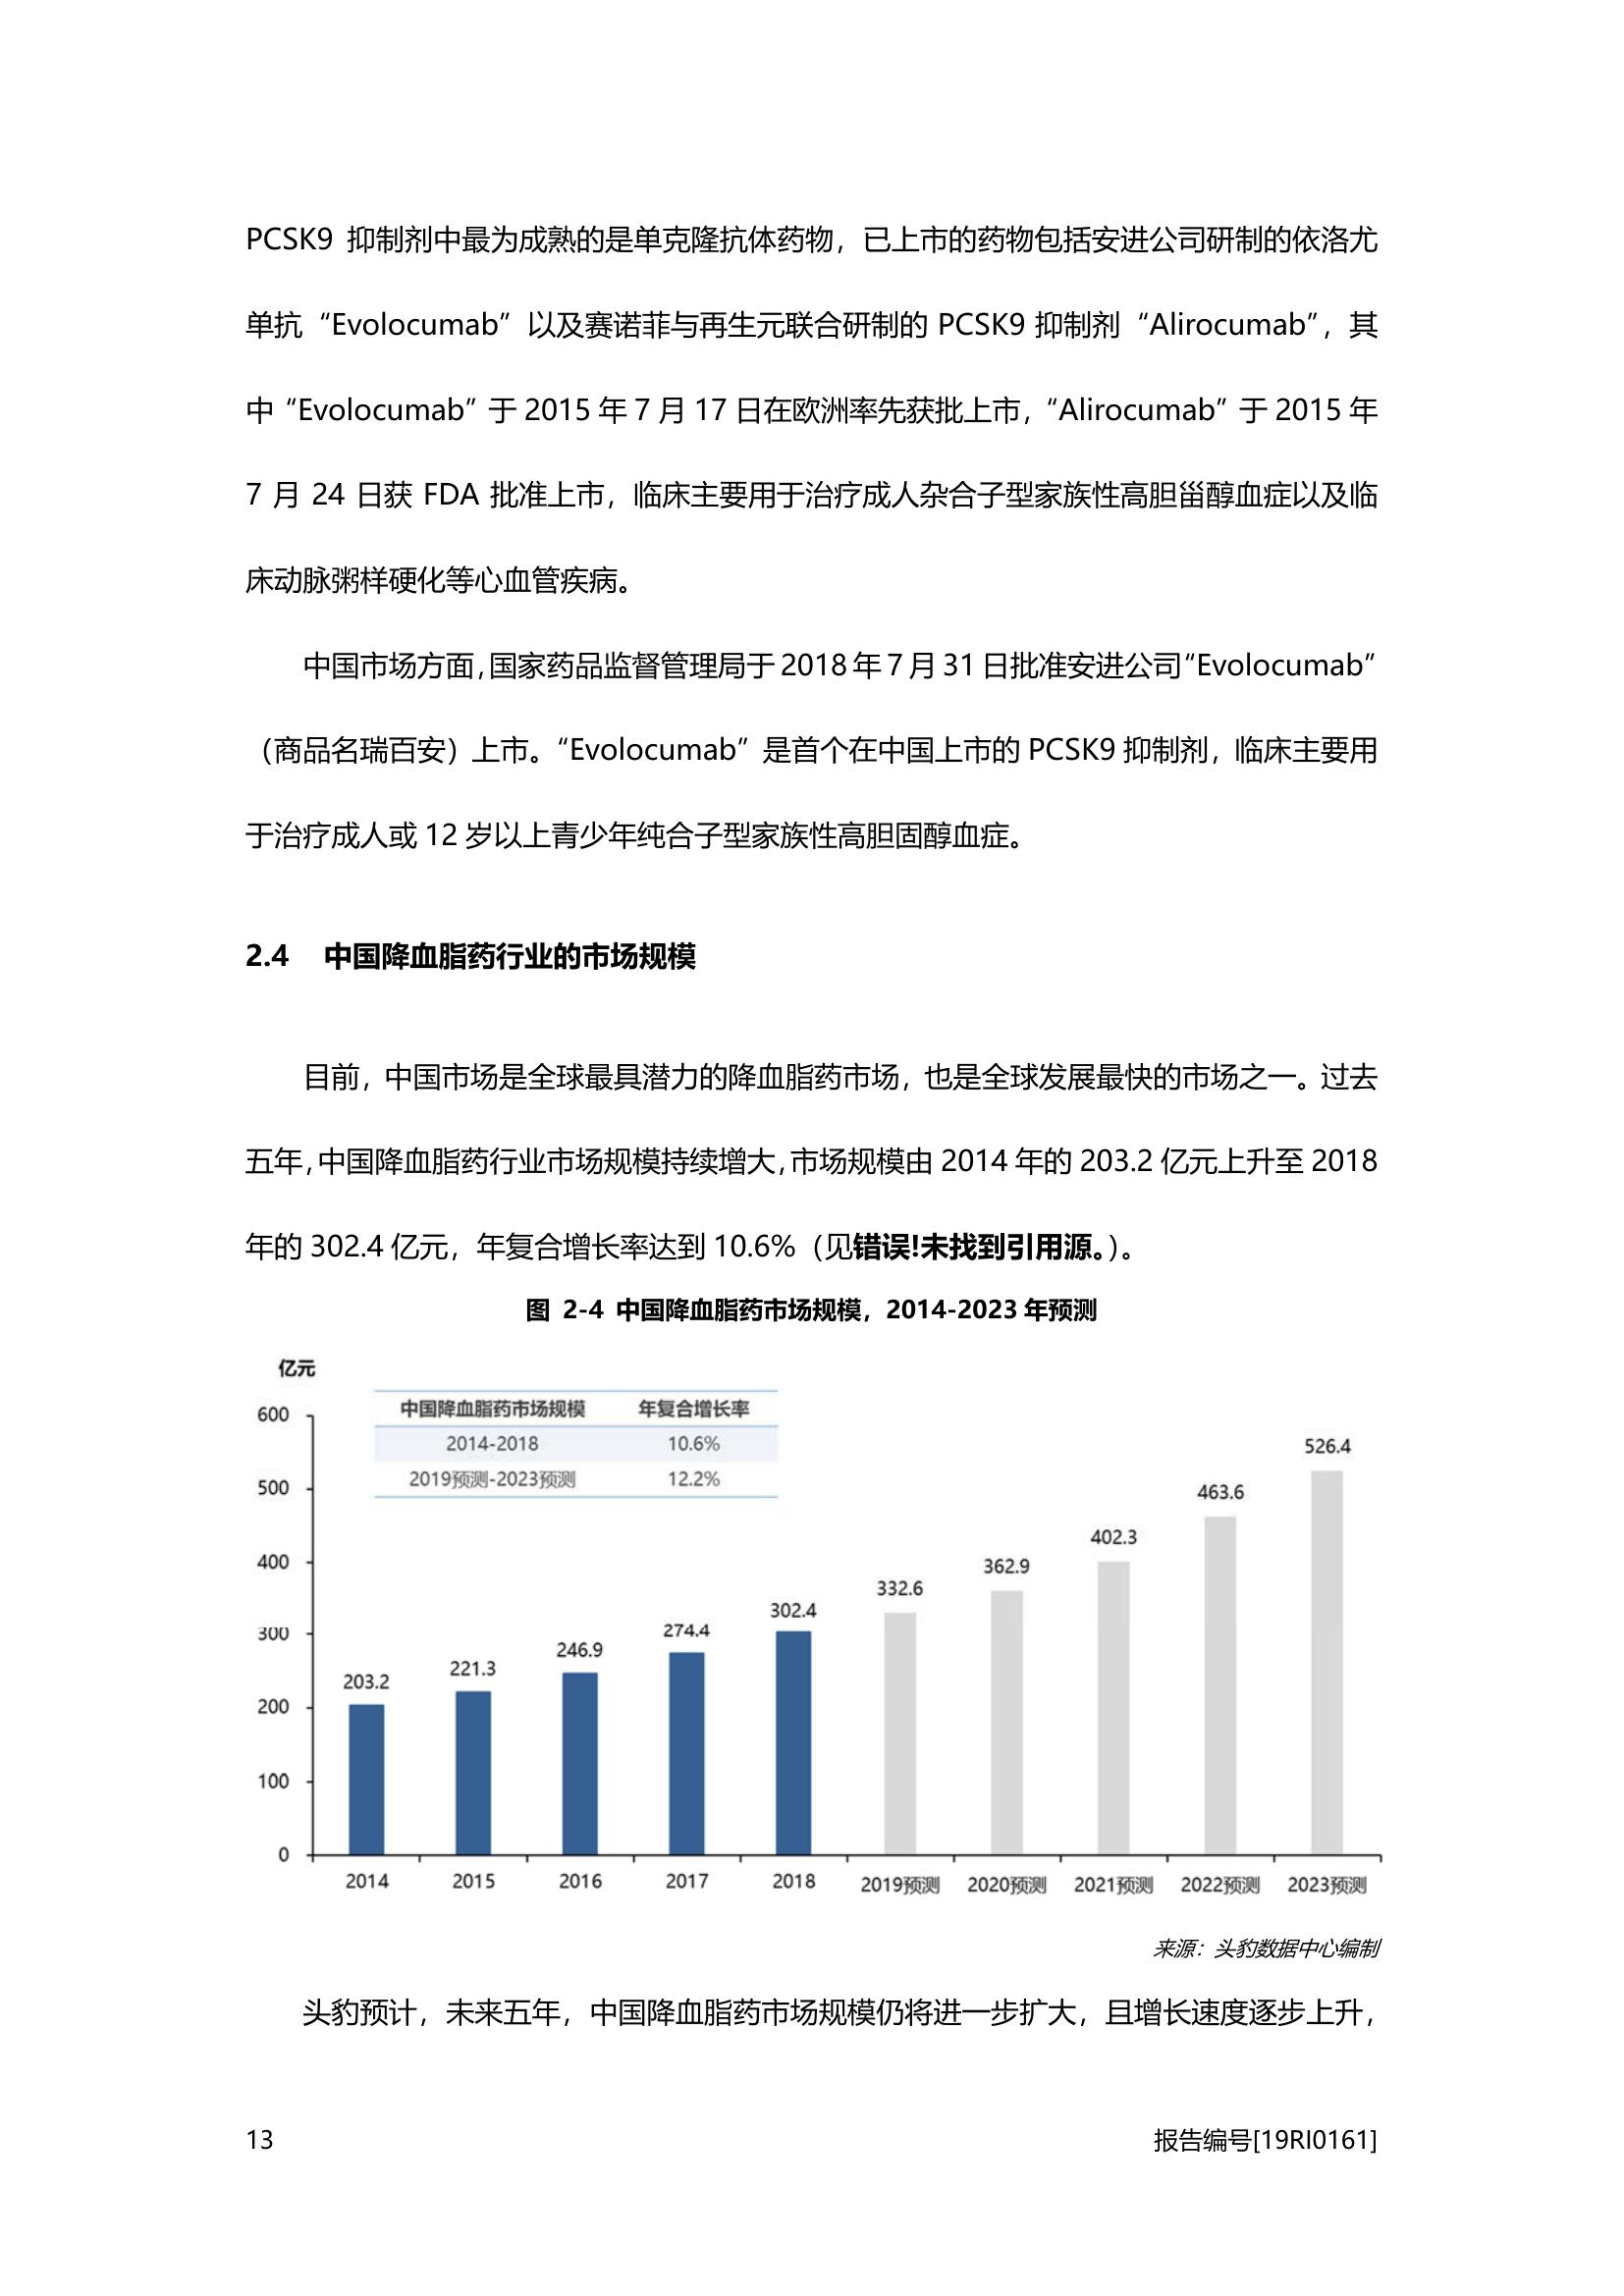 PCSK9 抑制剂中最为成熟的是单克隆抗体药物，已上市的药物包括安进公司研制的依洛尤
单抗“Evolocumab”以及赛诺菲与再生元联合研制的 PCSK9 抑制剂“Alirocumab”，其
中“Evolocumab”于 2015 年 7 月 17 日在欧洲率先获批上市，“Alirocumab”于 2015 年
7 月 24 日获 FDA 批准上市，临床主要用于治疗成人杂合子型家族性高胆甾醇血症以及临
床动脉粥样硬化等心血管疾病。
中国市场方面，国家药品监督管理局于 2018 年 7 月 31 日批准安进公司“Evolocumab”
（商品名瑞百安）上市。“Evolocumab”是首个在中国上市的 PCSK9 抑制剂，临床主要用
于治疗成人或 12 岁以上青少年纯合子型家族性高胆固醇血症。
2.4 中国降血脂药行业的市场规模
目前，中国市场是全球最具潜力的降血脂药市场，也是全球发展最快的市场之一。过去
五年，中国降血脂药行业市场规模持续增大，市场规模由 2014 年的 203.2 亿元上升至 2018
年的 302.4 亿元，年复合增长率达到 10.6%（见错误!未找到引用源。）。
图 2-4 中国降血脂药市场规模，2014-2023 年预测
亿元
中国降血脂药市场规模 年复合增长率
2014-2018 10.6%
2019预测-2023预测 12.2%
600
500
400
300
200
100
0
203.2
221.3
246.9
274.4
302.4
332.6
362.9
402.3
463.6
526.4
2014 2015 2016 2017 2018 2019预测 2020预测 2021预测 2022预测 2023预测
来源：头豹数据中心编制
头豹预计，未来五年，中国降血脂药市场规模仍将进一步扩大，且增长速度逐步上升，
13 报告编号[19RI0161]